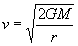 v = √(2GM/r)